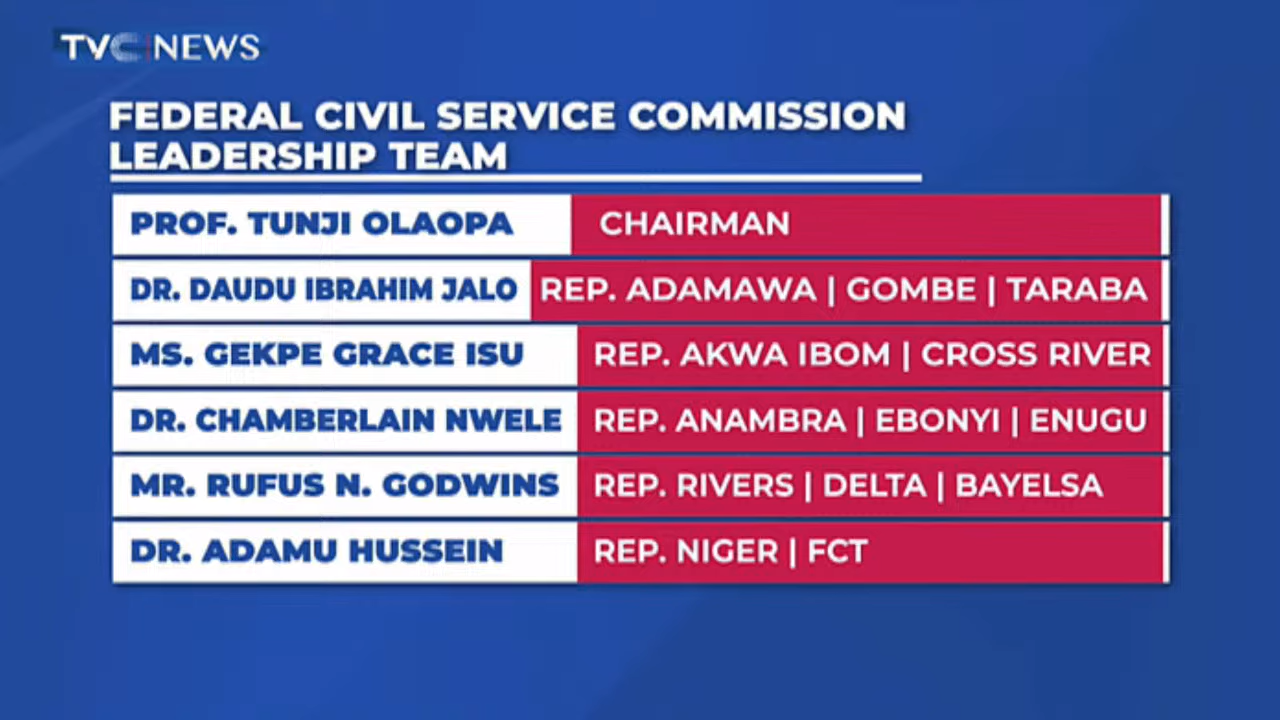 TVC NEWS
FEDERAL CIVIL SERVICE COMMISSION
LEADERSHIP TEAM
PROF. TUNJI OLAOPA CHAIRMAN
DR. DAUDU IBRAHIM JALO REP. ADAMAWA | GOMBE | TARABA
MS. GEKPE GRACE ISU REP. AKWA IBOM | CROSS RIVER
DR. CHAMBERLAIN NWELE REP. ANAMBRA | EBONYI | ENUGU
MR. RUFUS N. GODWINS REP. RIVERS | DELTA | BAYELSA
DR. ADAMU HUSSEIN REP. NIGER | FCT